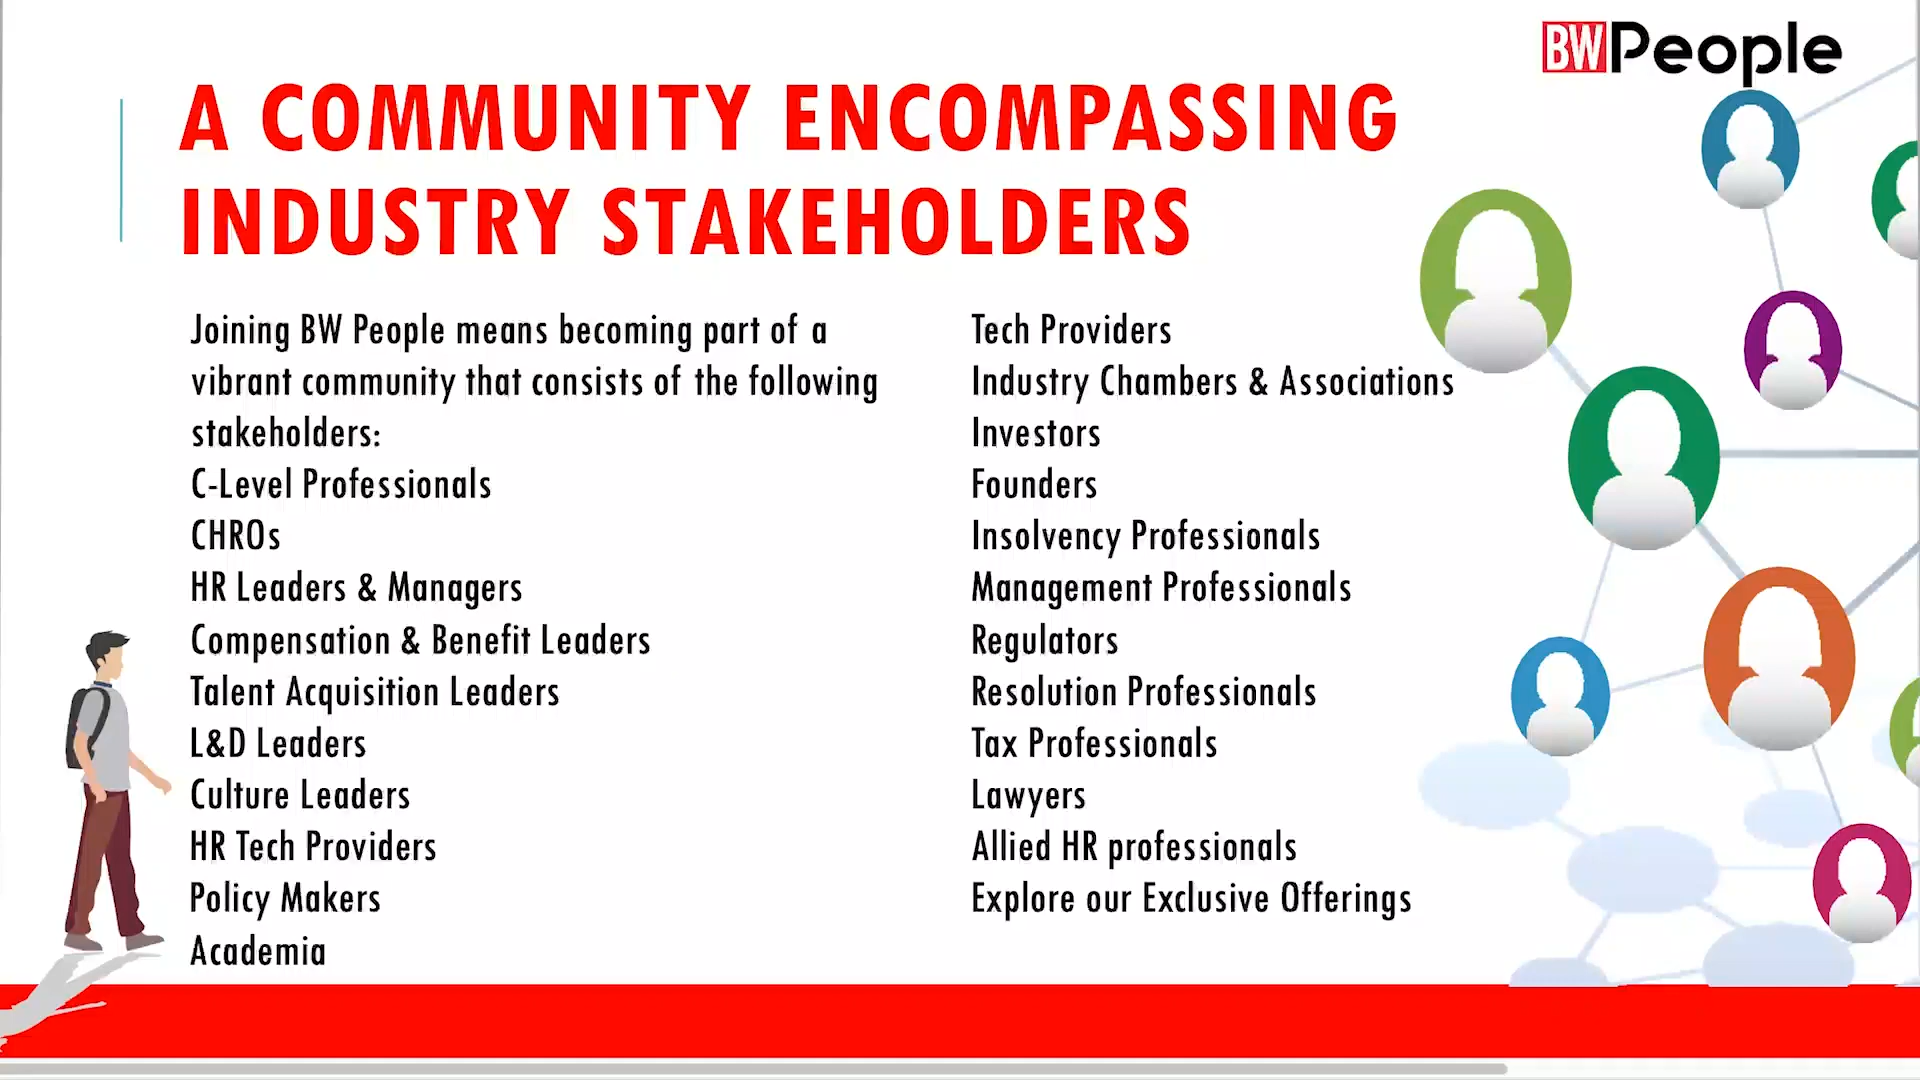 BWPeople
A COMMUNITY ENCOMPASSING
INDUSTRY STAKEHOLDERS
Joining BW People means becoming part of a
vibrant community that consists of the following
stakeholders:
C-Level Professionals
CHROs
HR Leaders & Managers
Compensation & Benefit Leaders
Talent Acquisition Leaders
L&D Leaders
Culture Leaders
HR Tech Providers
Policy Makers
Academia
Tech Providers
Industry Chambers & Associations
Investors
Founders
Insolvency Professionals
Management Professionals
Regulators
Resolution Professionals
Tax Professionals
Lawyers
Allied HR professionals
Explore our Exclusive Offerings